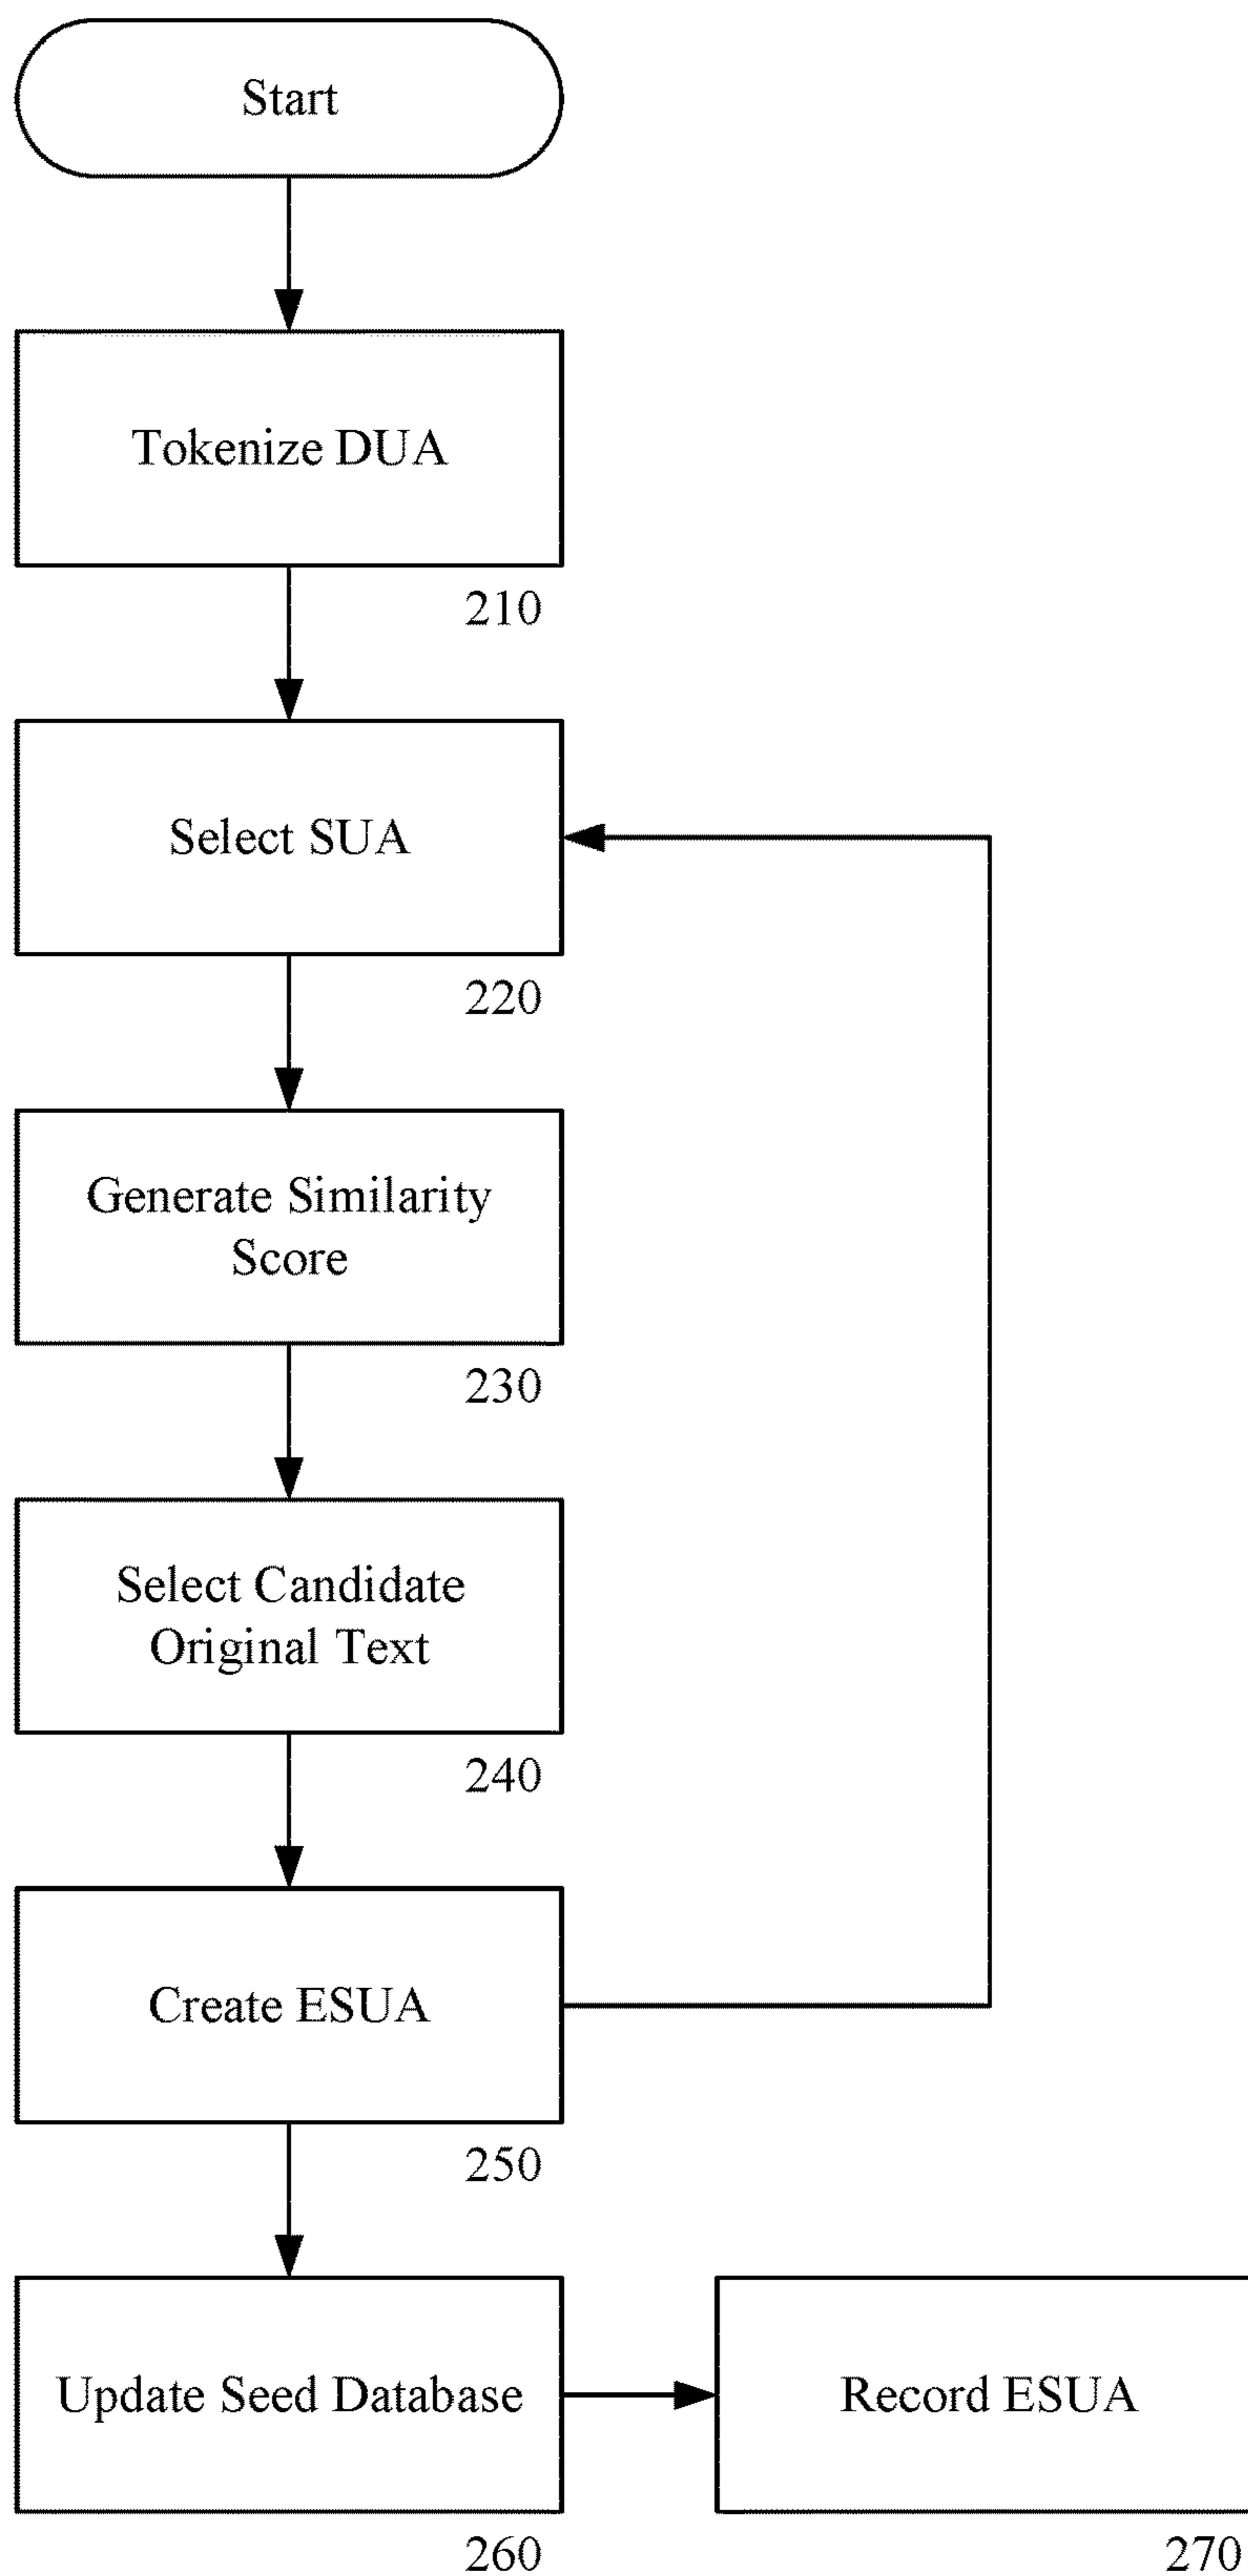 Start
Tokenize DUA
210
Select SUA
220
Generate Similarity
Score
230
Select Candidate
Original Text
240
Create ESUA
250
Update Seed Database
260
Record ESUA
270